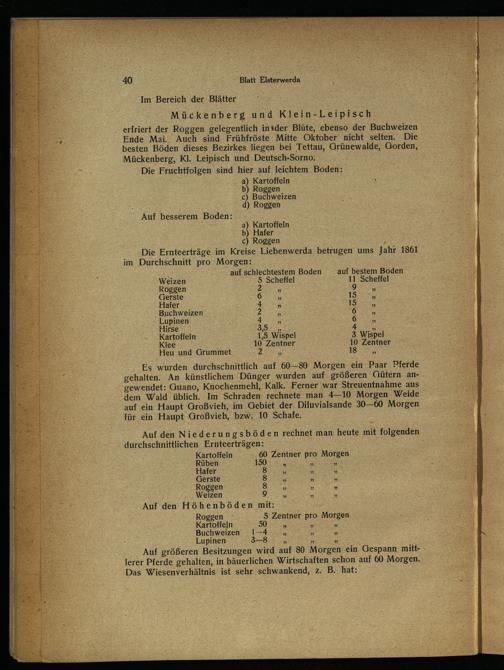 40
Blatt Elsterwerda
Im Bereich der Blätter
Mückenberg und Klein-Leipisch
erfriert der Roggen gelegentlich in der Blüte, ebenso der Buchweizen
Ende Mai. Auch sind Frühfröste Mitte Oktober nicht selten. Die
besten Böden dieses Bezirkes liegen bei Tettau, Grünewalde, Gorden,
Mückenberg, Kl. Leipisch und Deutsch-Sorno.
Die Fruchtfolgen sind hier auf leichtem Boden:
a) Kartoffeln
b) Roggen
c) Buchweizen
d) Roggen
Auf besserem Boden:
a) Kartoffeln
b) Hafer
c) Roggen
Die Ernteerträge im Kreise Liebenwerda betrugen ums Jahr 1861
im Durchschnitt pro Morgen:
auf schlechtestem Boden auf bestem Boden
Weizen 5 Scheffel 11 Scheffel
Roggen 2 „ 9 „
Gerste 6 „ 15 „
Hafer 4 „ 15 „
Buchweizen 2 „ 6 „
Lupinen 4 „ 6 „
Hirse 3,5 „ 4 „
Kartoffeln 1,5 Wispel 3 Wispel
Klee 10 Zentner 10 Zentner
Heu und Grummet 2 „ 18 „
Es wurden durchschnittlich auf 60—80 Morgen ein Paar Pferde
gehalten. An künstlichem Dünger wurden auf größeren Gütern an-
gewendet: Guano, Knochenmehl, Kalk. Ferner war Streuentnahme aus
dem Wald üblich. Im Schraden rechnete man 4—10 Morgen Weide
auf ein Haupt Großvieh, im Gebiet der Diluvialsande 30—60 Morgen
für ein Haupt Großvieh, bzw. 10 Schafe.
Auf den Niederungsböden rechnet man heute mit folgenden
durchschnittlichen Ernteerträgen:
Kartoffeln 60 Zentner pro Morgen
Rüben 150 „ „ „
Hafer 8 „ „ „
Gerste 8 „ „ „
Roggen 8 „ „ „
Weizen 9 „ „ „
Auf den Höhenböden mit:
Roggen 5 Zentner pro Morgen
Kartoffeln 50 „ „ „
Buchweizen 1—4 „ „ „
Lupinen 3—8 „ „ „
Auf größeren Besitzungen wird auf 80 Morgen ein Gespann mitt-
lerer Pferde gehalten, in bäuerlichen Wirtschaften schon auf 60 Morgen.
Das Wiesenverhältnis ist sehr schwankend, z. B. hat: